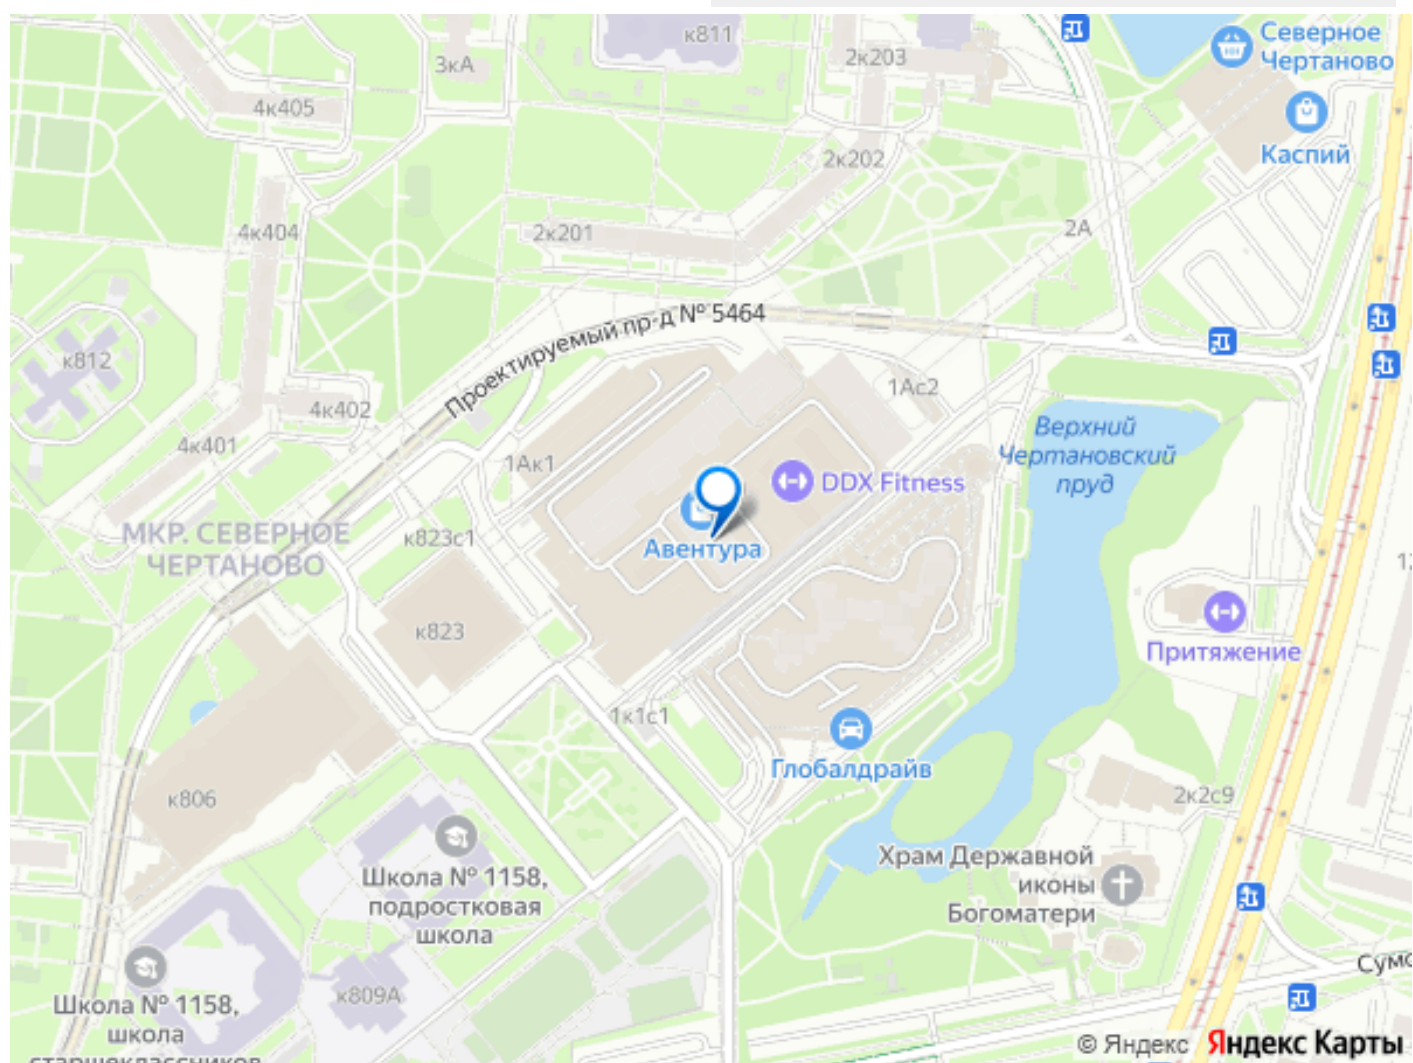 к811
Северное
Чертаново
2к203
3кА
4к405
Каспий
2к202
4к404
2к201
2А
Проектируемый пр-д № 5464
к812
1Ас2
4к402
Верхний
Чертановский
пруд
4к401
1Ак1
DDX Fitness
МКР. СЕВЕРНОЕ
ЧЕРТАНОВО
к823с1
Авентура
к823
Притяжение
1к1с1
Глобалдрайв
2к2с9
к806
Храм Державной
иконы
Богоматери
Школа № 1158,
подростковая
школа
к809А
Школа № 1158,
школа
старшеклассников
© Яндекс Яндекс Карты